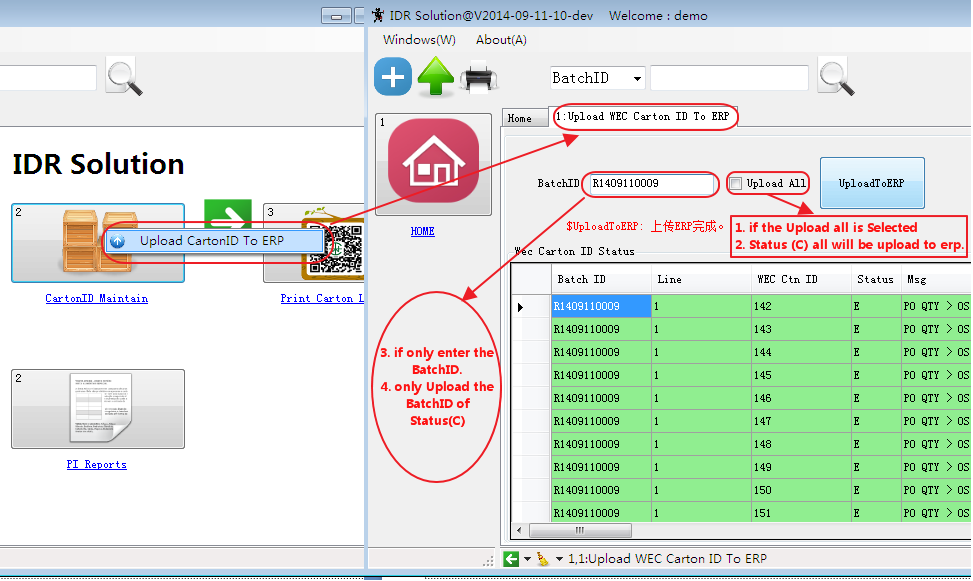 IDR Solution@V2014-09-11-10-dev Welcome : demo
Windows(W) About(A)
BatchID
IDR Solution
2
Upload CartonID To ERP
3
CartonID Maintain
Print Carton L
2
PI Reports
1
HOME
Home
1:Upload WEC Carton ID To ERP
BatchID
R1409110009
Upload All
UploadToERP
$UploadToERP: 上传ERP完成。
1. if the Upload all is Selected
2. Status (C) all will be upload to erp.
3. if only enter the
BatchID.
4. only Upload the
BatchID of
Status(C)
Wec Carton ID Status
Batch ID Line WEC Ctn ID Status Msg
R1409110009 1 142 E PO QTY > OS
R1409110009 1 143 E PO QTY > OS
R1409110009 1 144 E PO QTY > OS
R1409110009 1 145 E PO QTY > OS
R1409110009 1 146 E PO QTY > OS
R1409110009 1 147 E PO QTY > OS
R1409110009 1 148 E PO QTY > OS
R1409110009 1 149 E PO QTY > OS
R1409110009 1 150 E PO QTY > OS
R1409110009 1 151 E PO QTY > OS
1,1:Upload WEC Carton ID To ERP